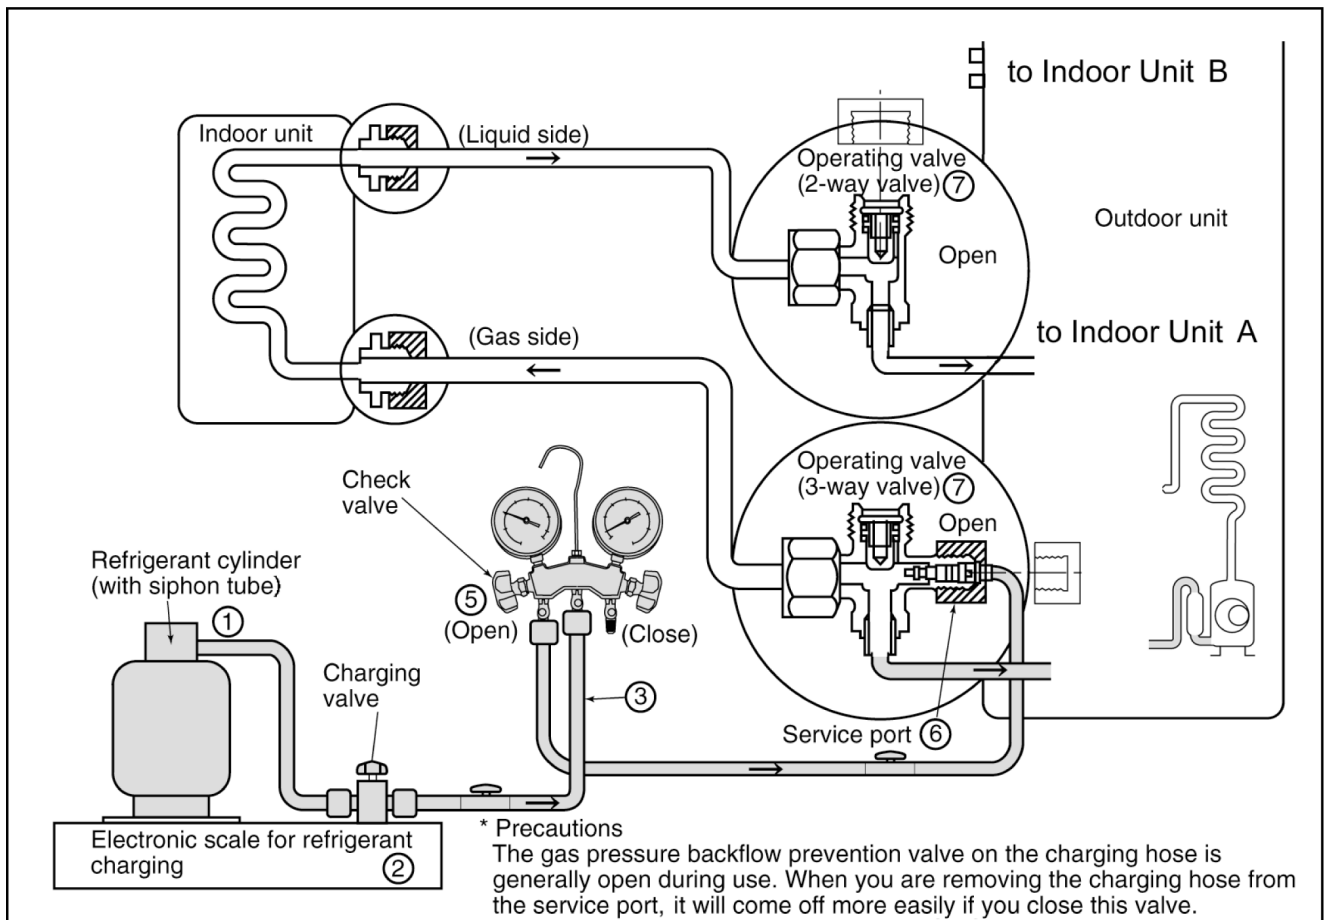 to Indoor Unit B
Indoor unit
(Liquid side)
Operating valve
(2-way valve) ⑦
Outdoor unit
Open
(Gas side)
to Indoor Unit A
Operating valve
(3-way valve) ⑦
Open
Check
valve
Refrigerant cylinder
(with siphon tube)
①
⑤
(Open)
(Close)
Charging
valve
③
Service port ⑥
Electronic scale for refrigerant
charging ②
* Precautions
The gas pressure backflow prevention valve on the charging hose is
generally open during use. When you are removing the charging hose from
the service port, it will come off more easily if you close this valve.